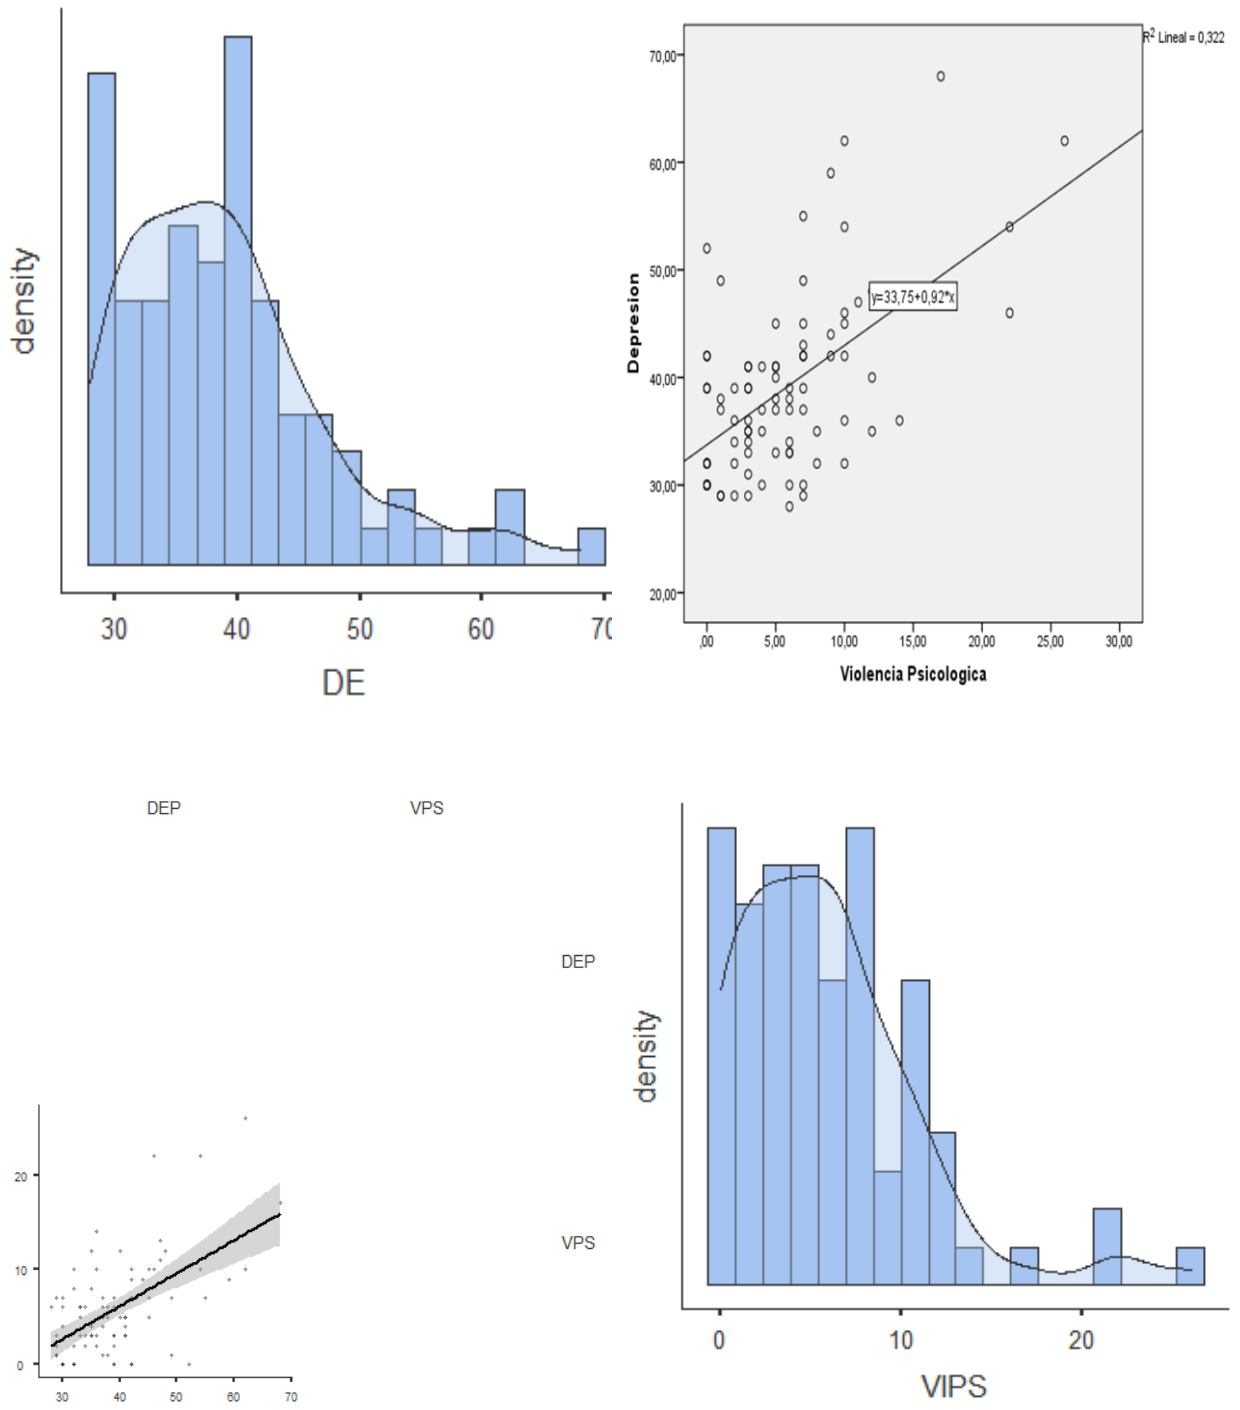 density
30 40 50 60 70
DE
R² Lineal = 0,322
70,00
60,00
50,00
40,00
30,00
20,00
Depresion
y=33,75+0,92*x
,00 5,00 10,00 15,00 20,00 25,00 30,00
Violencia Psicologica
DEP VPS
DEP
VPS
20
10
0
30 40 50 60 70
density
0 10 20
VIPS